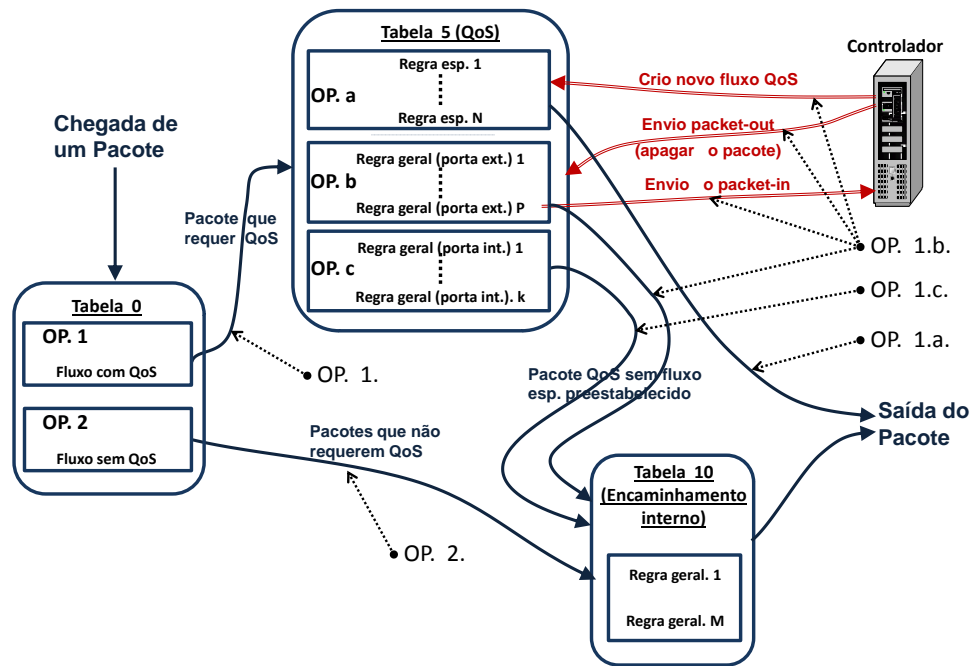 Tabela 5 (QoS)
Regra esp. 1
OP. a
Regra esp. N
Regra geral (porta ext.) 1
OP. b
Regra geral (porta ext.) P
Regra geral (porta int.) 1
OP. c
Regra geral (porta int.). k
Controlador
Crio novo fluxo QoS
Envio packet-out
(apagar o pacote)
Envio o packet-in
Chegada de
um Pacote
Pacote que
requer QoS
OP. 1.b.
OP. 1.c.
OP. 1.a.
Tabela 0
OP. 1
Fluxo com QoS
OP. 2
Fluxo sem QoS
OP. 1.
Pacote QoS sem fluxo
esp. preestabelecido
Pacotes que não
requerem QoS
OP. 2.
Saída do
Pacote
Tabela 10
(Encaminhamento
interno)
Regra geral. 1
Regra geral. M